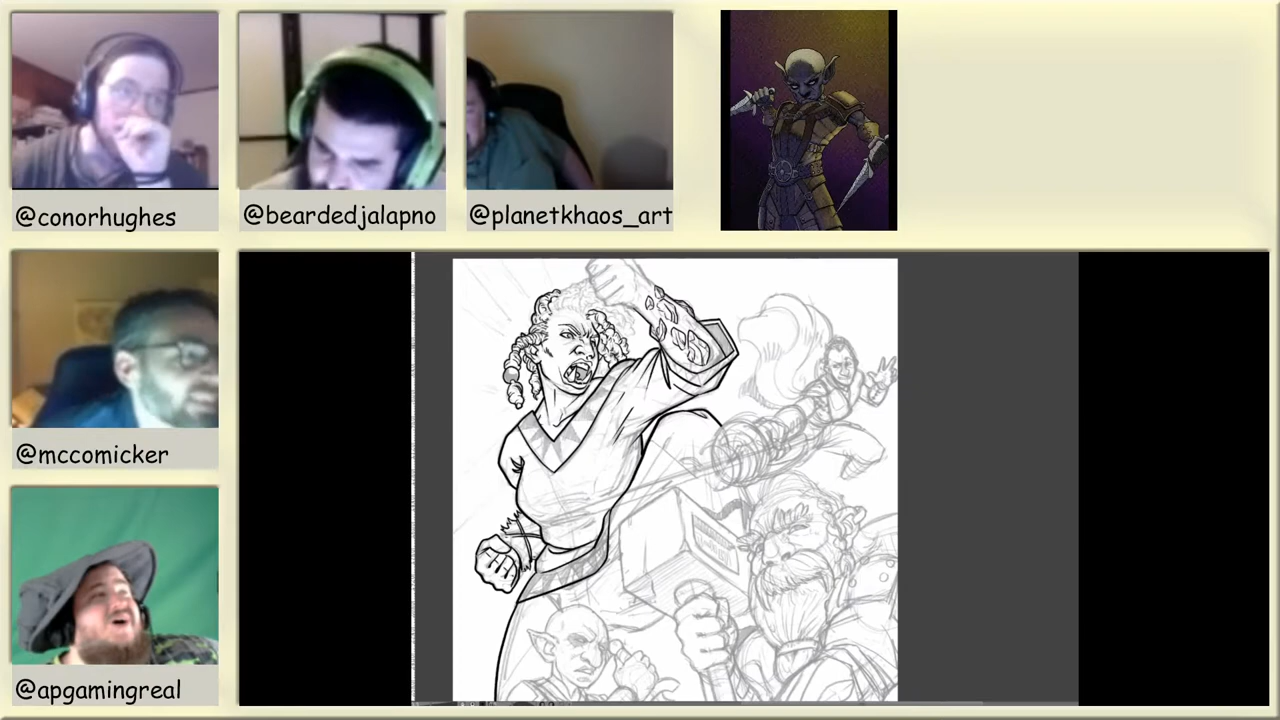 @conorhughes
@beardedjalapno
@planetkhaos_art
@mccomicker
@apgamingreal